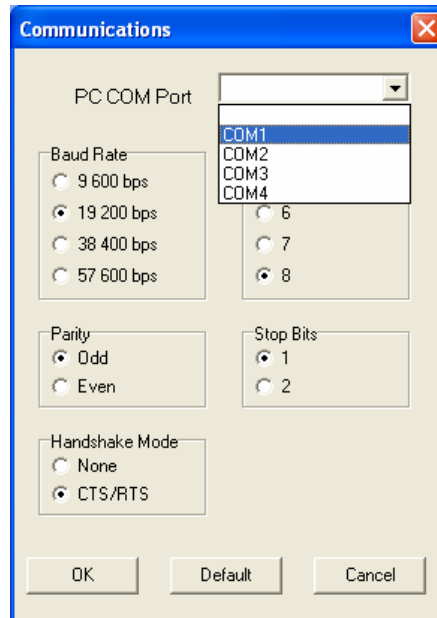 Communications
PC COM Port
COM1
COM2
COM3
COM4
Baud Rate
9 600 bps
19 200 bps
38 400 bps
57 600 bps
6
7
8
Parity
Odd
Even
Stop Bits
1
2
Handshake Mode
None
CTS/RTS
OK
Default
Cancel